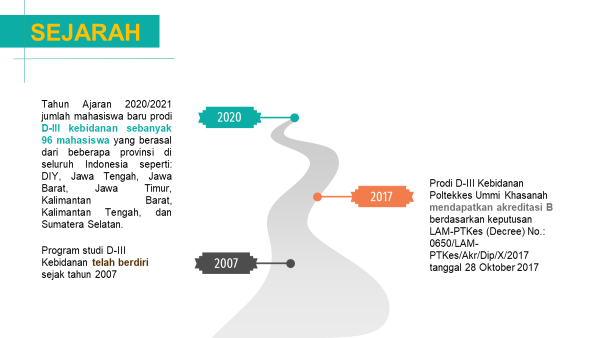 SEJARAH
Tahun Ajaran 2020/2021
jumlah mahasiswa baru prodi
D-III kebidanan sebanyak
96 mahasiswa yang berasal
dari beberapa provinsi di
seluruh Indonesia seperti:
DIY, Jawa Tengah, Jawa
Barat, Jawa Timur,
Kalimantan Barat,
Kalimantan Tengah, dan
Sumatera Selatan.
2020
2017
Prodi D-III Kebidanan
Poltekkes Ummi Khasanah
mendapatkan akreditasi B
berdasarkan keputusan
LAM-PTKes (Decree) No.:
0650/LAM-
PTKes/Akr/Dip/X/2017
tanggal 28 Oktober 2017
Program studi D-III
Kebidanan telah berdiri
sejak tahun 2007
2007